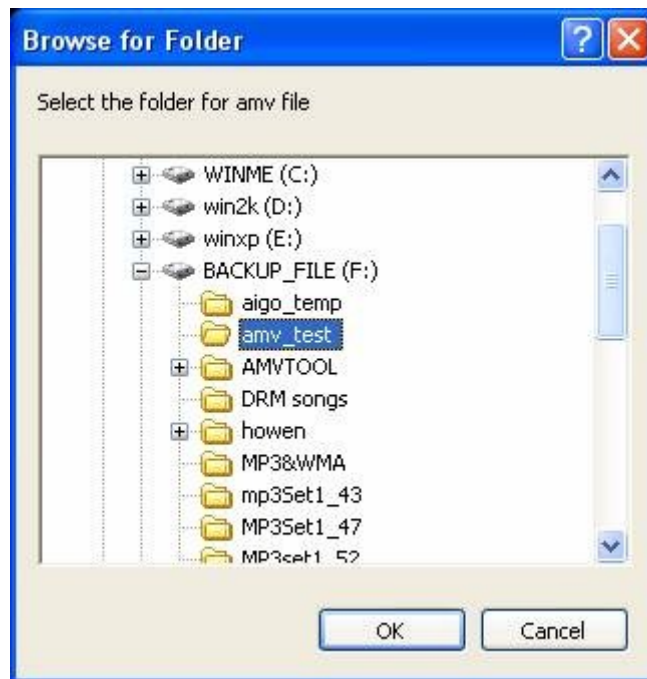 Browse for Folder
Select the folder for amv file
WINME (C:)
win2k (D:)
winxp (E:)
BACKUP_FILE (F:)
aigo_temp
amv_test
AMVTOOL
DRM songs
howen
MP3&WMA
mp3Set1_43
MP3Set1_47
MP3set1_52
OK Cancel